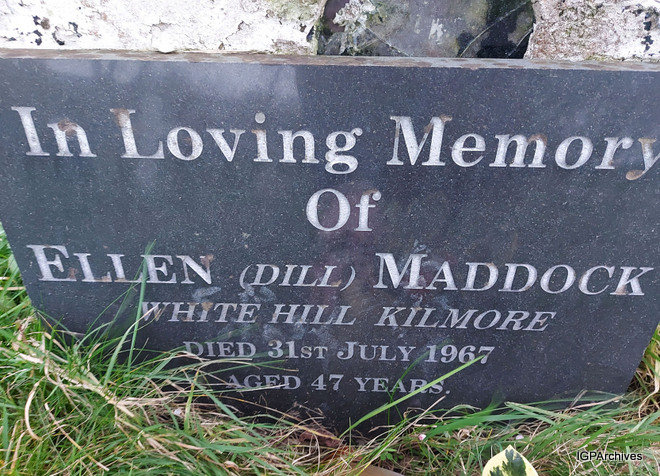 In Loving Memory
Of
ELLEN (DILL) MADDOCK
WHITE HILL KILMORE
DIED 31ST JULY 1967
AGED 47 YEARS.
IGPArchives